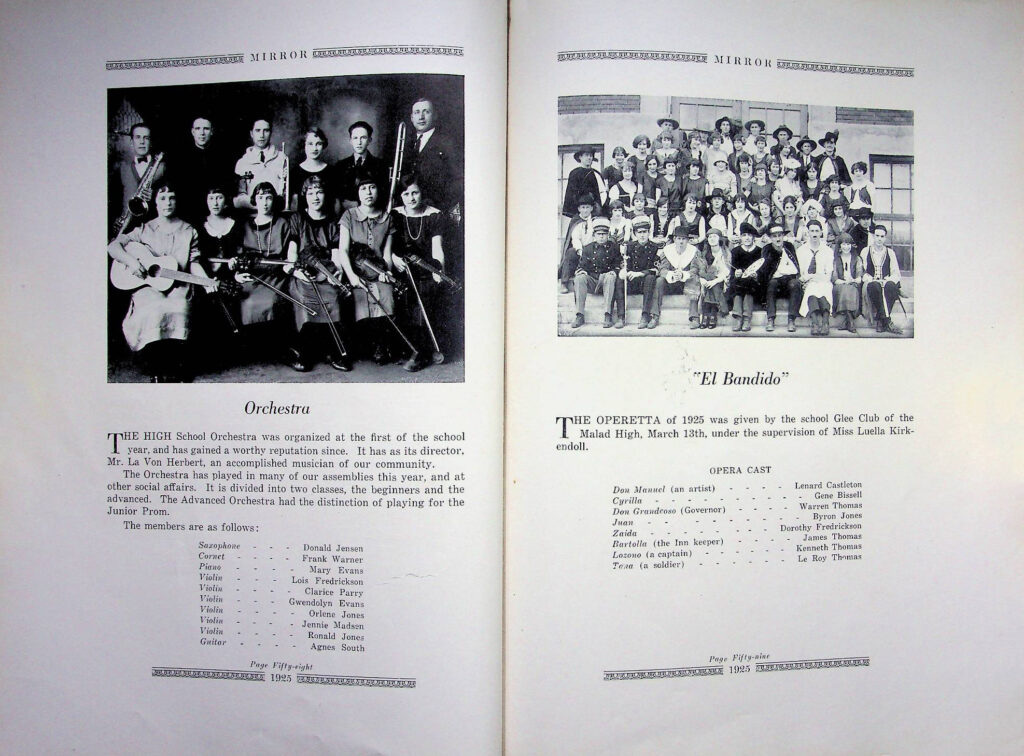 MIRROR
Orchestra
THE HIGH School Orchestra was organized at the first of the school
year, and has gained a worthy reputation since. It has as its director,
Mr. La Von Herbert, an accomplished musician of our community.
The Orchestra has played in many of our assemblies this year, and at
other social affairs. It is divided into two classes, the beginners and the
advanced. The Advanced Orchestra had the distinction of playing for the
Junior Prom.
The members are as follows:
Saxophone - - - Donald Jensen
Cornet - - - - Frank Warner
Piano - - - - Mary Evans
Violin - - - Lois Fredrickson
Violin - - - - Clarice Parry
Violin - - - Gwendolyn Evans
Violin - - - - Orlene Jones
Violin - - - - Jennie Madsen
Violin - - - - Ronald Jones
Guitar - - - - Agnes South
Page Fifty-eight
1925
MIRROR
"El Bandido"
THE OPERETTA of 1925 was given by the school Glee Club of the
Malad High, March 13th, under the supervision of Miss Luella Kirk-
endoll.
OPERA CAST
Don Manuel (an artist) - - - - Lenard Castleton
Cyrilla - - - - - - - - Gene Bissell
Don Grandroso (Governor) - - - - Warren Thomas
Juan - - - - - - - - Byron Jones
Zaida - - - - - - - Dorothy Fredrickson
Bartolla (the Inn keeper) - - - - - James Thomas
Lozono (a captain) - - - - - - Kenneth Thomas
(a soldier) - - - - - - Le Roy Thomas
Page Fifty-nine
1925